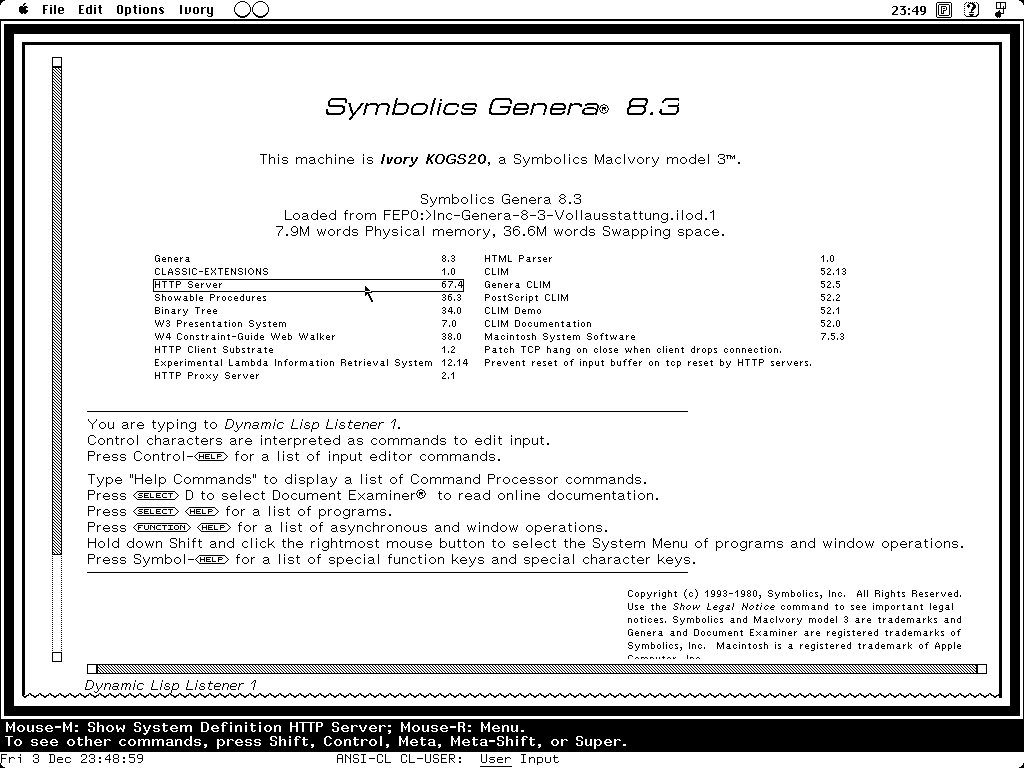 File Edit Options Ivory 23:49
Symbolics Genera® 8.3
This machine is Ivory KOGS20, a Symbolics MacIvory model 3™.
Symbolics Genera 8.3
Loaded from FEP0:>Inc-Genera-8-3-Vollausstattung.ilod.1
7.9M words Physical memory, 36.6M words Swapping space.
Genera 8.3 HTML Parser 1.0
CLASSIC-EXTENSIONS 1.0 CLIM 52.13
HTTP Server 67.4 Genera CLIM 52.5
Showable Procedures 36.3 PostScript CLIM 52.2
Binary Tree 34.0 CLIM Demo 52.1
W3 Presentation System 7.0 CLIM Documentation 52.0
W4 Constraint-Guide Web Walker 38.0 Macintosh System Software 7.5.3
HTTP Client Substrate 1.2 Patch TCP hang on close when client drops connection.
Experimental Lambda Information Retrieval System 12.14 Prevent reset of input buffer on tcp reset by HTTP servers.
HTTP Proxy Server 2.1
You are typing to Dynamic Lisp Listener 1.
Control characters are interpreted as commands to edit input.
Press Control-HELP for a list of input editor commands.
Type "Help Commands" to display a list of Command Processor commands.
Press SELECT D to select Document Examiner® to read online documentation.
Press SELECT HELP for a list of programs.
Press FUNCTION HELP for a list of asynchronous and window operations.
Hold down Shift and click the rightmost mouse button to select the System Menu of programs and window operations.
Press Symbol-HELP for a list of special function keys and special character keys.
Copyright (c) 1993-1980, Symbolics, Inc. All Rights Reserved.
Use the Show Legal Notice command to see important legal
notices. Symbolics and MacIvory model 3 are trademarks and
Genera and Document Examiner are registered trademarks of
Symbolics, Inc. Macintosh is a registered trademark of Apple
Computer, Inc.
Dynamic Lisp Listener 1
Mouse-M: Show System Definition HTTP Server; Mouse-R: Menu.
To see other commands, press Shift, Control, Meta, Meta-Shift, or Super.
Fri 3 Dec 23:48:59 ANSI-CL CL-USER: User Input